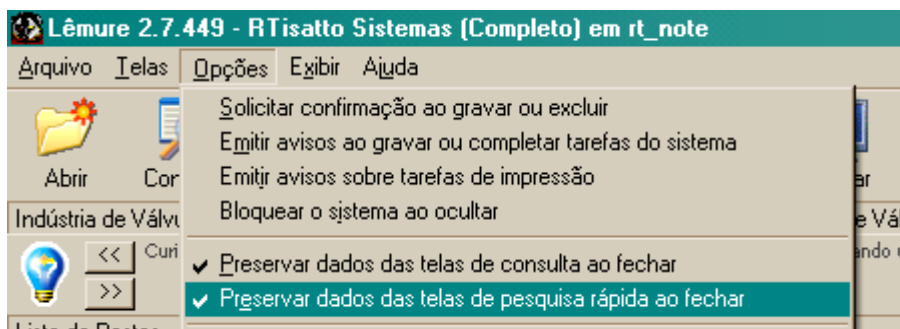 Lêmure 2.7.449 - RTisatto Sistemas (Completo) em rt_note
Arquivo Telas Opções Exibir Ajuda
Solicitar confirmação ao gravar ou excluir
Emitir avisos ao gravar ou completar tarefas do sistema
Abrir
Emitir avisos sobre tarefas de impressão
Indústria de
Bloquear o sistema ao ocultar
<<
Preservar dados das telas de consulta ao fechar
>>
Preservar dados das telas de pesquisa rápida ao fechar